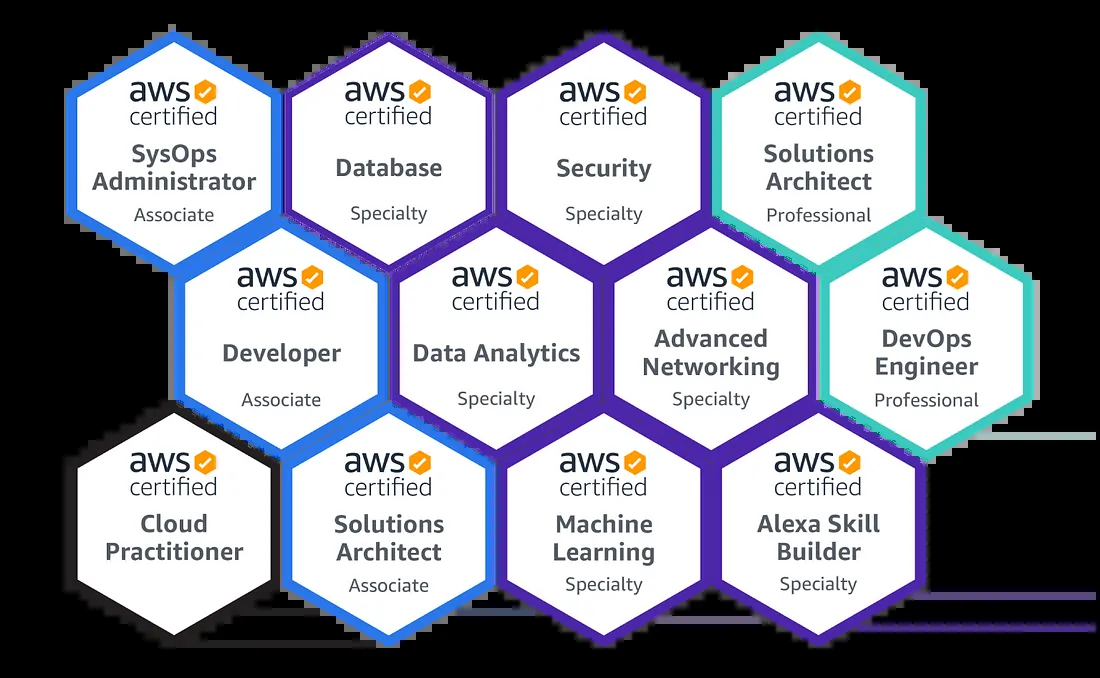 aws
certified
SysOps
Administrator
Associate
aws
certified
Database
Specialty
aws
certified
Security
Specialty
aws
certified
Solutions
Architect
Professional
aws
certified
Developer
Associate
aws
certified
Data Analytics
Specialty
aws
certified
Advanced
Networking
Specialty
aws
certified
DevOps
Engineer
Professional
aws
certified
Cloud
Practitioner
aws
certified
Solutions
Architect
Associate
aws
certified
Machine
Learning
Specialty
aws
certified
Alexa Skill
Builder
Specialty